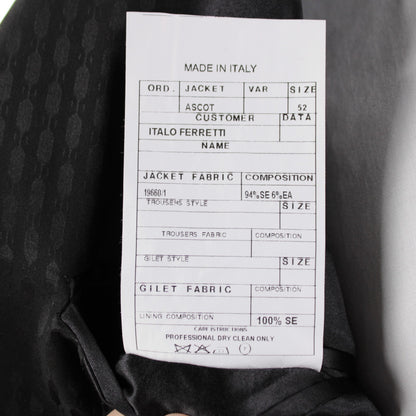 MADE IN ITALY
ORD. JACKET VAR SIZE
ASCOT 52
CUSTOMER DATA
ITALO FERRETTI
NAME
JACKET FABRIC COMPOSITION
19660/1 94%SE 6%EA
TROUSERS STYLE SIZE
TROUSERS FABRIC COMPOSITION
GILET STYLE SIZE
GILET FABRIC COMPOSITION
LINING COMPOSITION 100% SE
CARE ISTRUCTIONS
PROFESSIONAL DRY CLEAN ONLY